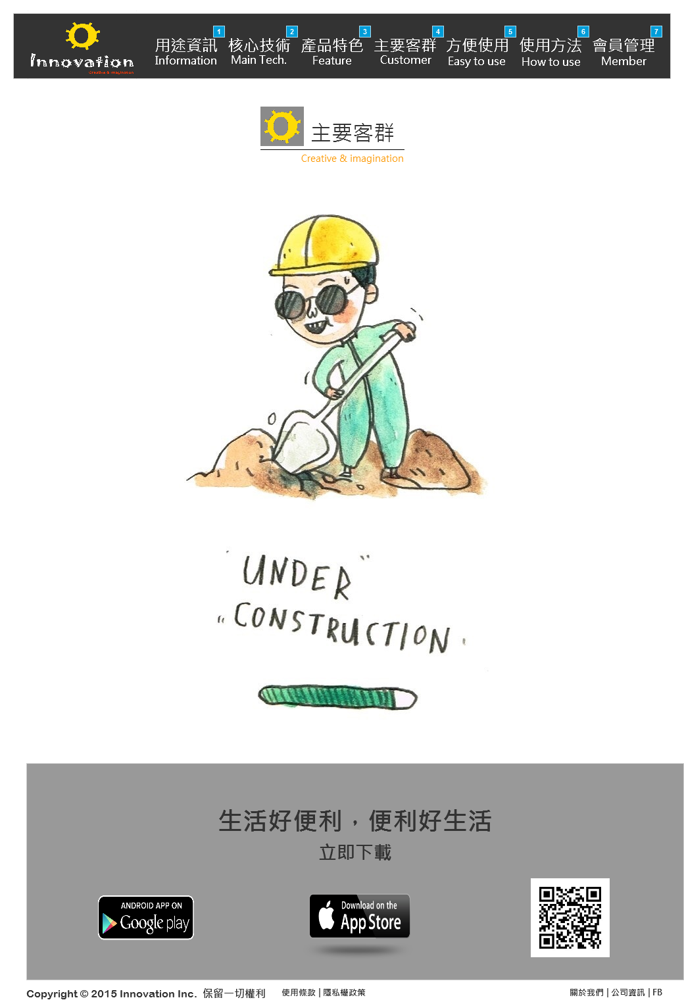 Innovation
Creative & imagination
1 2 3 4 5 6 7
用途資訊 核心技術 產品特色 主要客群 方便使用 使用方法 會員管理
Information Main Tech. Feature Customer Easy to use How to use Member
主要客群
Creative & imagination
UNDER
CONSTRUCTION
生活好便利，便利好生活
立即下載
ANDROID APP ON
Google play
Download on the
App Store
Copyright © 2015 Innovation Inc. 保留一切權利 使用條款 | 隱私權政策 關於我們 | 公司資訊 | FB